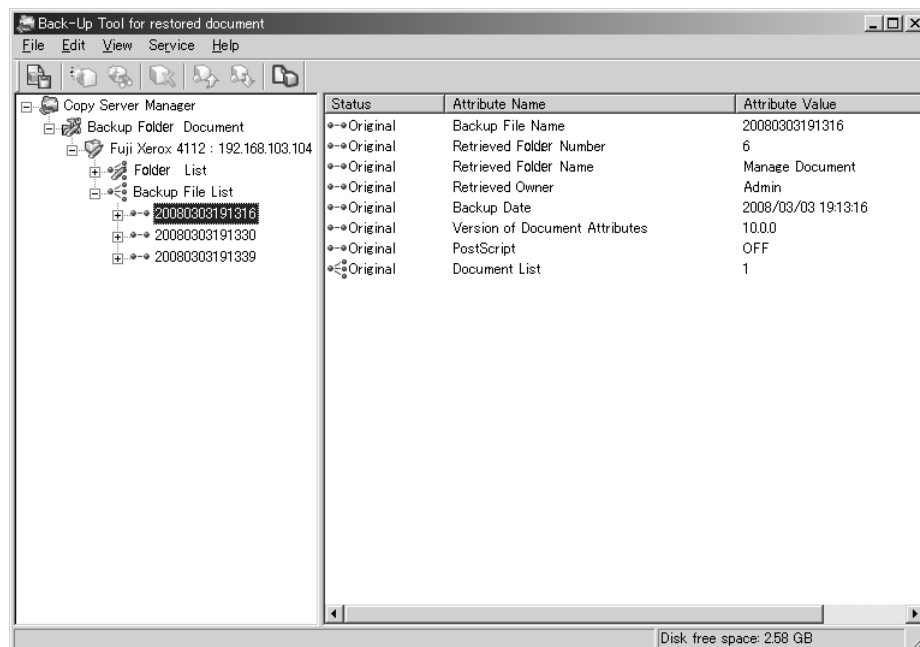 Back-Up Tool for restored document
File Edit View Service Help
Copy Server Manager
Backup Folder Document
Fuji Xerox 4112 : 192.168.103.104
Folder List
Backup File List
20080303191316
20080303191330
20080303191339
Status Attribute Name Attribute Value
Original Backup File Name 20080303191316
Original Retrieved Folder Number 6
Original Retrieved Folder Name Manage Document
Original Retrieved Owner Admin
Original Backup Date 2008/03/03 19:13:16
Original Version of Document Attributes 10.0.0
Original PostScript OFF
Original Document List 1
Disk free space: 2.58 GB